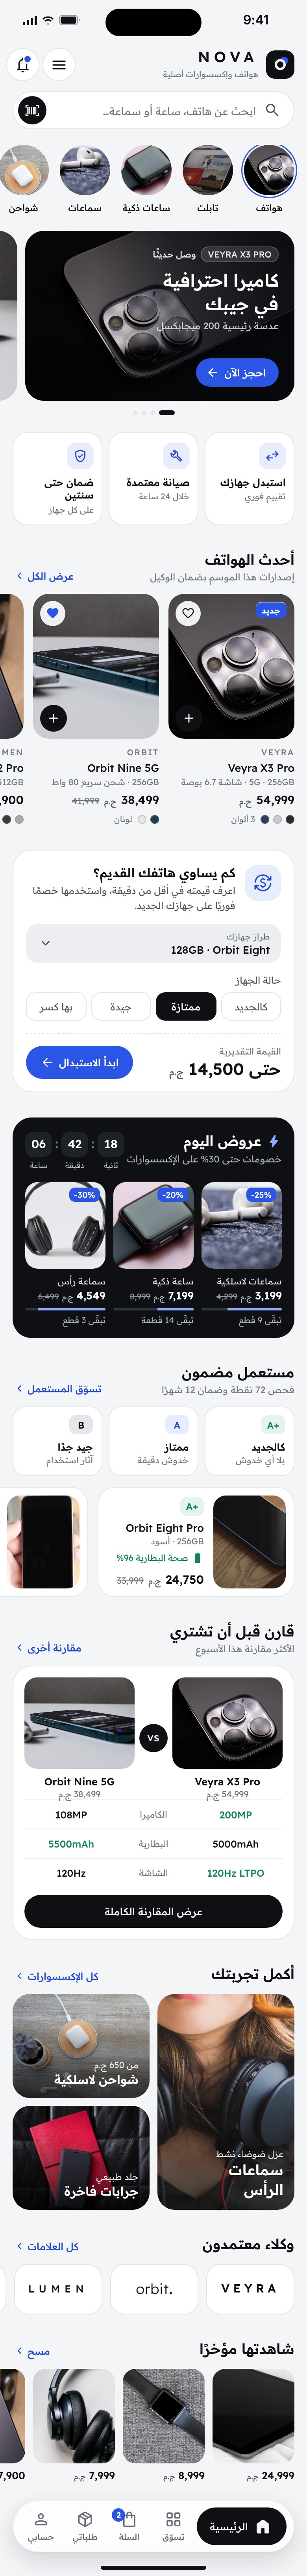 9:41
NOVA
هواتف وإكسسوارات أصلية
ابحث عن هاتف، ساعة أو سماعة...
هواتف
تابلت
ساعات ذكية
سماعات
شواحن
VEYRA X3 PRO وصل حديثًا
كاميرا احترافية
في جيبك
عدسة رئيسية 200 ميجابكسل
احجز الآن
استبدل جهازك
تقييم فوري
صيانة معتمدة
خلال 24 ساعة
ضمان حتى سنتين
على كل جهاز
أحدث الهواتف
إصدارات هذا الموسم بضمان الوكيل
عرض الكل
جديد
VEYRA
Veyra X3 Pro
256GB · 5G · شاشة 6.7 بوصة
54,999 ج.م
3 ألوان
ORBIT
Orbit Nine 5G
256GB · شحن سريع 80 واط
38,499 ج.م 41,999
لونان
كم يساوي هاتفك القديم؟
اعرف قيمته في أقل من دقيقة، واستخدمها خصمًا
فوريًا على جهازك الجديد.
طراز جهازك
128GB · Orbit Eight
حالة الجهاز
كالجديد
ممتازة
جيدة
بها كسر
القيمة التقديرية
حتى 14,500 ج.م
ابدأ الاستبدال
عروض اليوم
خصومات حتى 30% على الإكسسوارات
06 : 42 : 18
ساعة
دقيقة
ثانية
-25%
سماعات لاسلكية
3,199 ج.م 4,299
تبقّى 9 قطع
-20%
ساعة ذكية
7,199 ج.م 8,999
تبقّى 14 قطعة
-30%
سماعة رأس
4,549 ج.م 6,499
تبقّى 3 قطع
مستعمل مضمون
فحص 72 نقطة وضمان 12 شهرًا
تسوّق المستعمل
A+
كالجديد
بلا أي خدوش
A
ممتاز
خدوش دقيقة
B
جيد جدًا
آثار استخدام
A+
Orbit Eight Pro
256GB · أسود
صحة البطارية 96%
24,750 ج.م 33,999
قارن قبل أن تشتري
الأكثر مقارنة هذا الأسبوع
مقارنة أخرى
VS
Veyra X3 Pro
54,999 ج.م
Orbit Nine 5G
38,499 ج.م
200MP الكاميرا 108MP
5000mAh البطارية 5500mAh
120Hz LTPO الشاشة 120Hz
عرض المقارنة الكاملة
أكمل تجربتك
كل الإكسسوارات
عزل ضوضاء نشط
سماعات
الرأس
من 650 ج.م
شواحن لاسلكية
جلد طبيعي
جرابات فاخرة
وكلاء معتمدون
كل العلامات
VEYRA
orbit.
LUMEN
شاهدتها مؤخرًا
مسح
24,999 ج.م
8,999 ج.م
7,999 ج.م
الرئيسية
تسوّق
2
السلة
طلباتي
حسابي